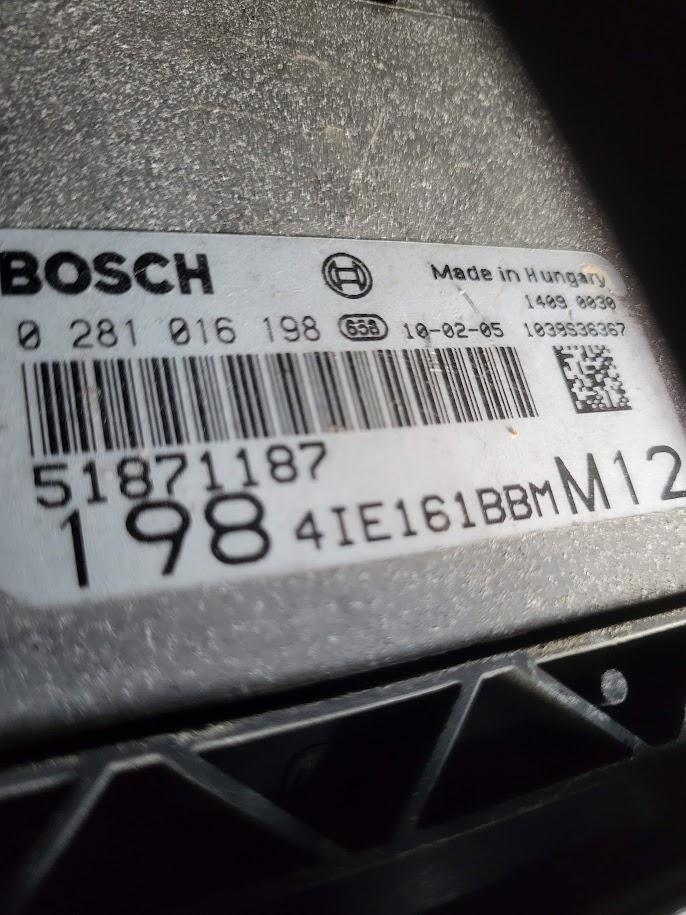 BOSCH
Made in Hungary
1409 0030
0 281 016 198 658 10-02-05 1039S36367
51871187
198 4IE161BBM M12